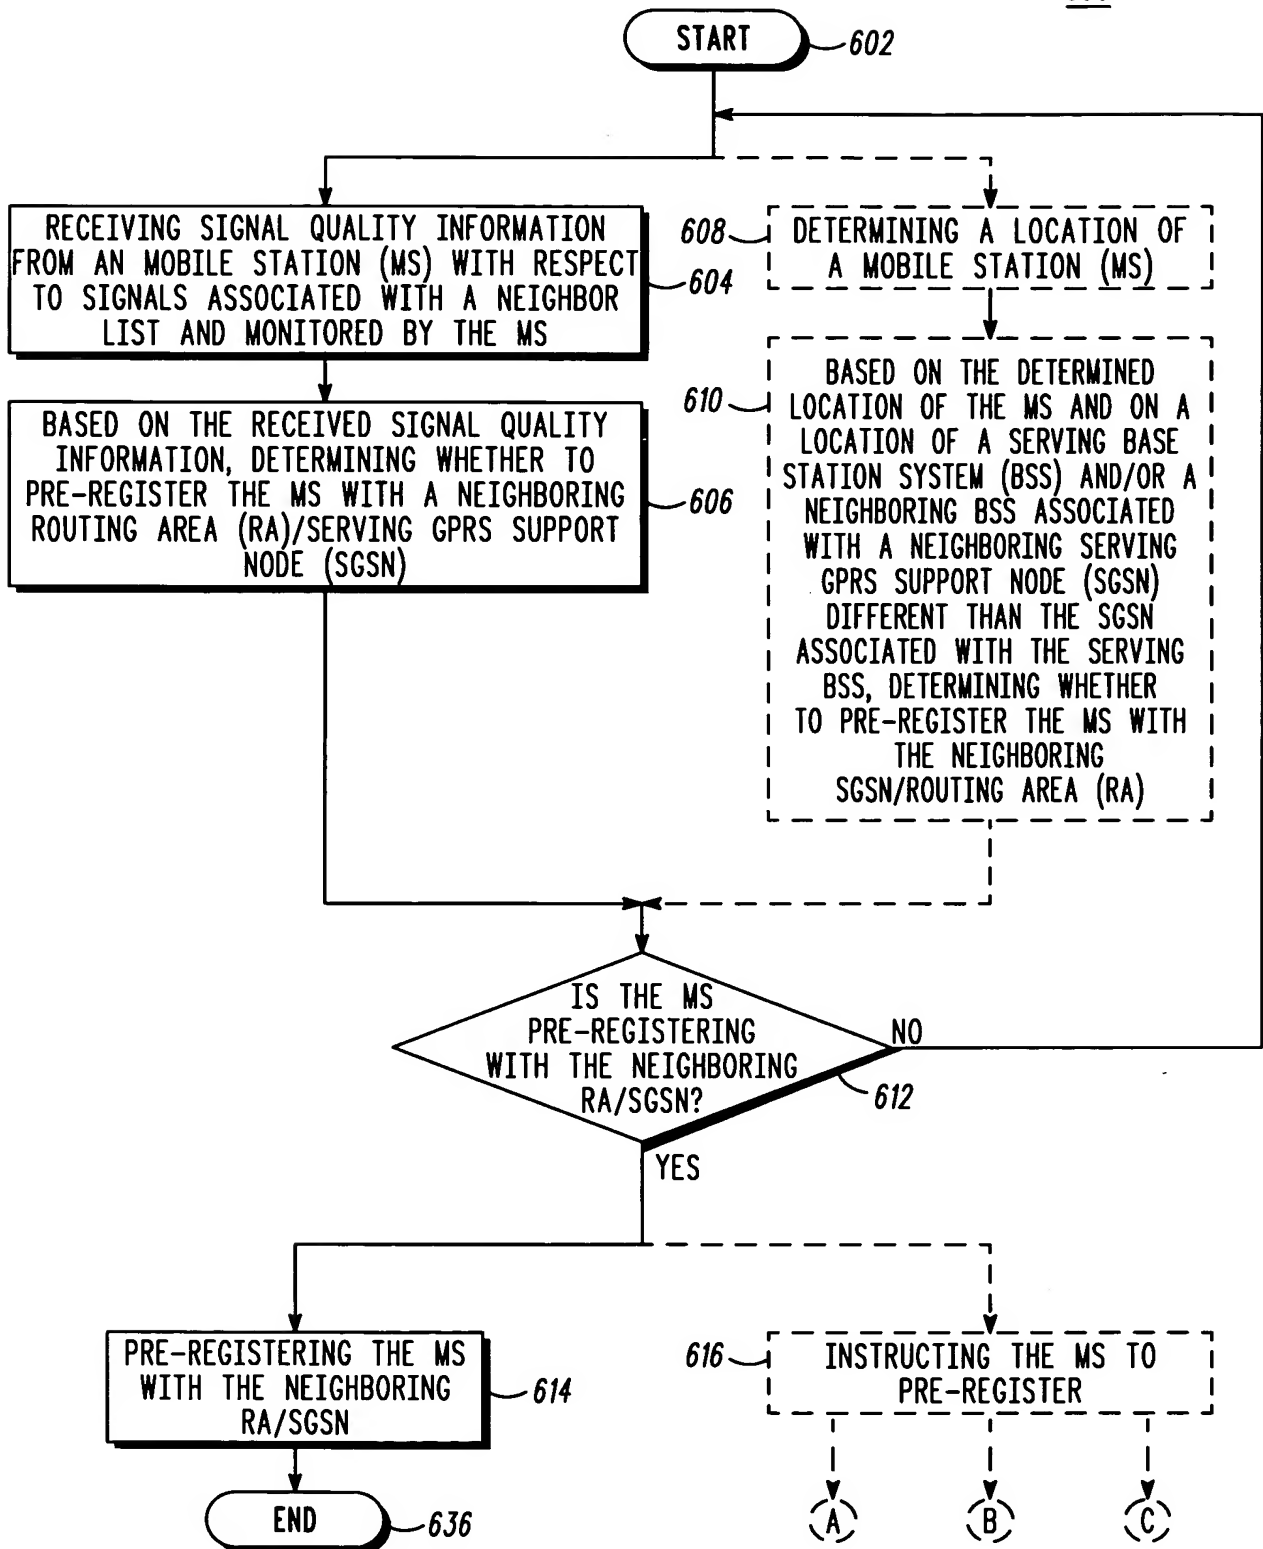 START
602
RECEIVING SIGNAL QUALITY INFORMATION
FROM AN MOBILE STATION (MS) WITH RESPECT
TO SIGNALS ASSOCIATED WITH A NEIGHBOR
LIST AND MONITORED BY THE MS
604
BASED ON THE RECEIVED SIGNAL QUALITY
INFORMATION, DETERMINING WHETHER TO
PRE-REGISTER THE MS WITH A NEIGHBORING
ROUTING AREA (RA)/SERVING GPRS SUPPORT
NODE (SGSN)
606
608
DETERMINING A LOCATION OF
A MOBILE STATION (MS)
610
BASED ON THE DETERMINED
LOCATION OF THE MS AND ON A
LOCATION OF A SERVING BASE
STATION SYSTEM (BSS) AND/OR A
NEIGHBORING BSS ASSOCIATED
WITH A NEIGHBORING SERVING
GPRS SUPPORT NODE (SGSN)
DIFFERENT THAN THE SGSN
ASSOCIATED WITH THE SERVING
BSS, DETERMINING WHETHER
TO PRE-REGISTER THE MS WITH
THE NEIGHBORING
SGSN/ROUTING AREA (RA)
IS THE MS
PRE-REGISTERING
WITH THE NEIGHBORING
RA/SGSN?
NO
612
YES
PRE-REGISTERING THE MS
WITH THE NEIGHBORING
RA/SGSN
614
616
INSTRUCTING THE MS TO
PRE-REGISTER
END
636
A
B
C